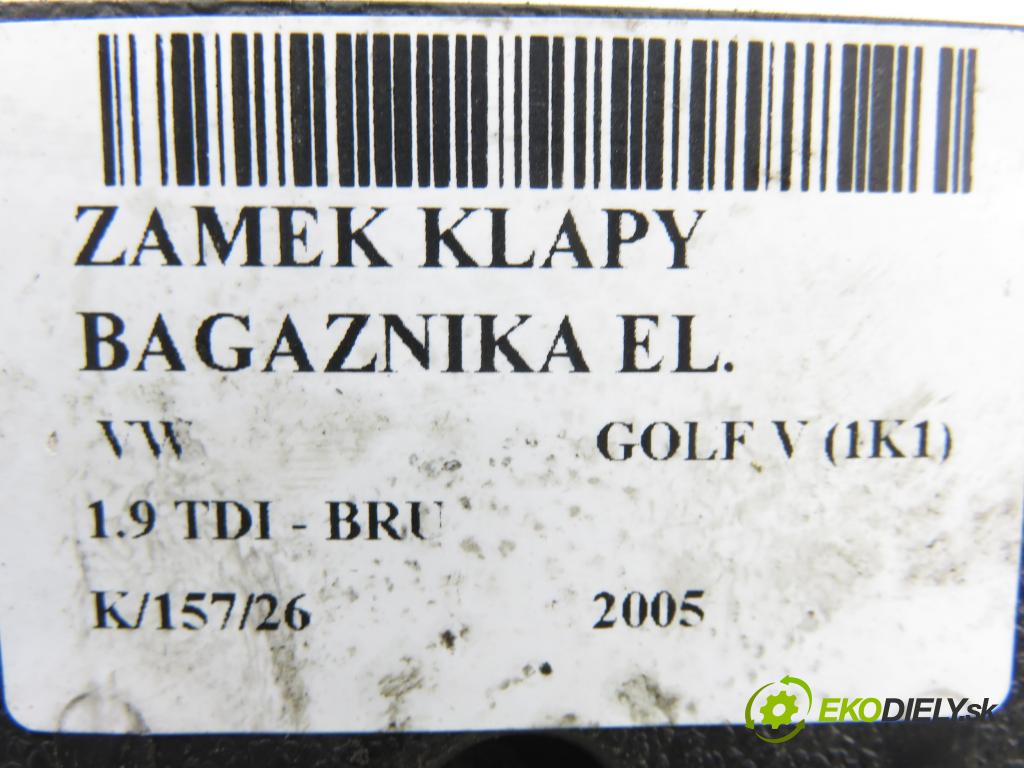 ZAMEK KLAPY
BAGAZNIKA EL.
VW GOLF V (1K1)
1.9 TDI - BRU
K/157/26 2005
EKODIELY.sk